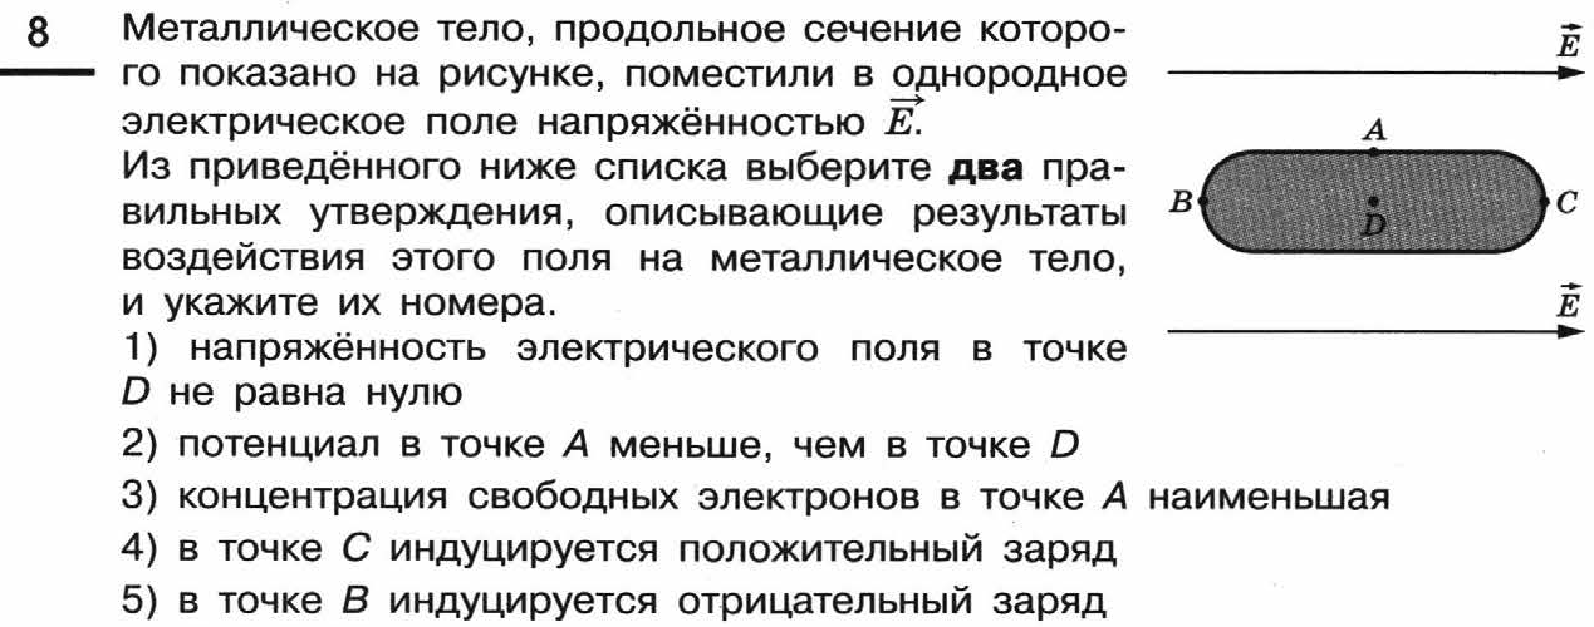 8
Металлическое тело, продольное сечение которо-
го показано на рисунке, поместили в однородное
электрическое поле напряжённостью E.
Из приведённого ниже списка выберите два пра-
вильных утверждения, описывающие результаты
воздействия этого поля на металлическое тело,
и укажите их номера.
1) напряжённость электрического поля в точке
D не равна нулю
2) потенциал в точке A меньше, чем в точке D
3) концентрация свободных электронов в точке A наименьшая
4) в точке C индуцируется положительный заряд
5) в точке B индуцируется отрицательный заряд
E
A
B
C
D
E